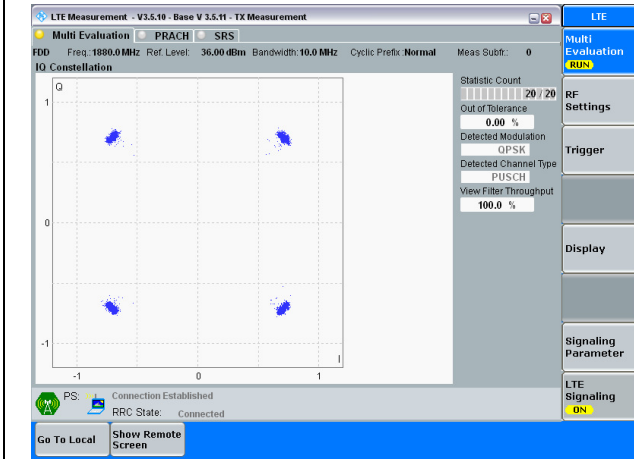 LTE Measurement - V3.5.10 - Base V 3.5.11 - TX Measurement
LTE
Multi Evaluation PRACH SRS
FDD Freq.:1880.0 MHz Ref. Level: 36.00 dBm Bandwidth:10.0 MHz Cyclic Prefix :Normal Meas Subfr.: 0
IQ Constellation
Q
1
0
-1
I
-1 0 1
Statistic Count
20 / 20
Out of Tolerance
0.00 %
Detected Modulation
QPSK
Detected Channel Type
PUSCH
View Filter Throughput
100.0 %
Multi
Evaluation
RUN
RF
Settings
Trigger
Display
Signaling
Parameter
LTE
Signaling
ON
PS: Connection Established
RRC State: Connected
Go To Local
Show Remote
Screen